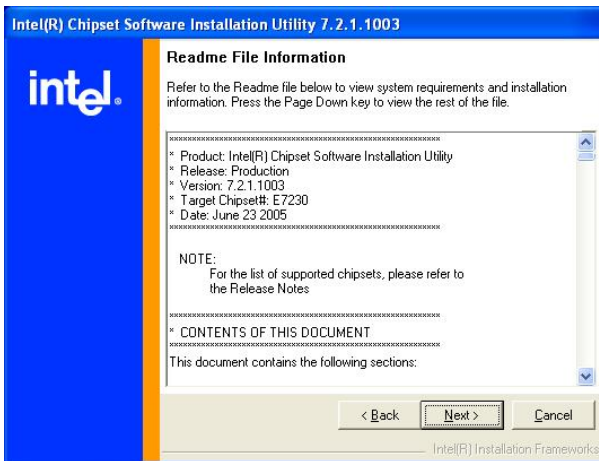 Intel(R) Chipset Software Installation Utility 7.2.1.1003
intel®
Readme File Information
Refer to the Readme file below to view system requirements and installation
information. Press the Page Down key to view the rest of the file.
************************************************************
* Product: Intel(R) Chipset Software Installation Utility
* Release: Production
* Version: 7.2.1.1003
* Target Chipset#: E7230
* Date: June 23 2005
************************************************************
NOTE:
For the list of supported chipsets, please refer to
the Release Notes
************************************************************
* CONTENTS OF THIS DOCUMENT
************************************************************
This document contains the following sections:
< Back
Next >
Cancel
Intel(R) Installation Frameworks